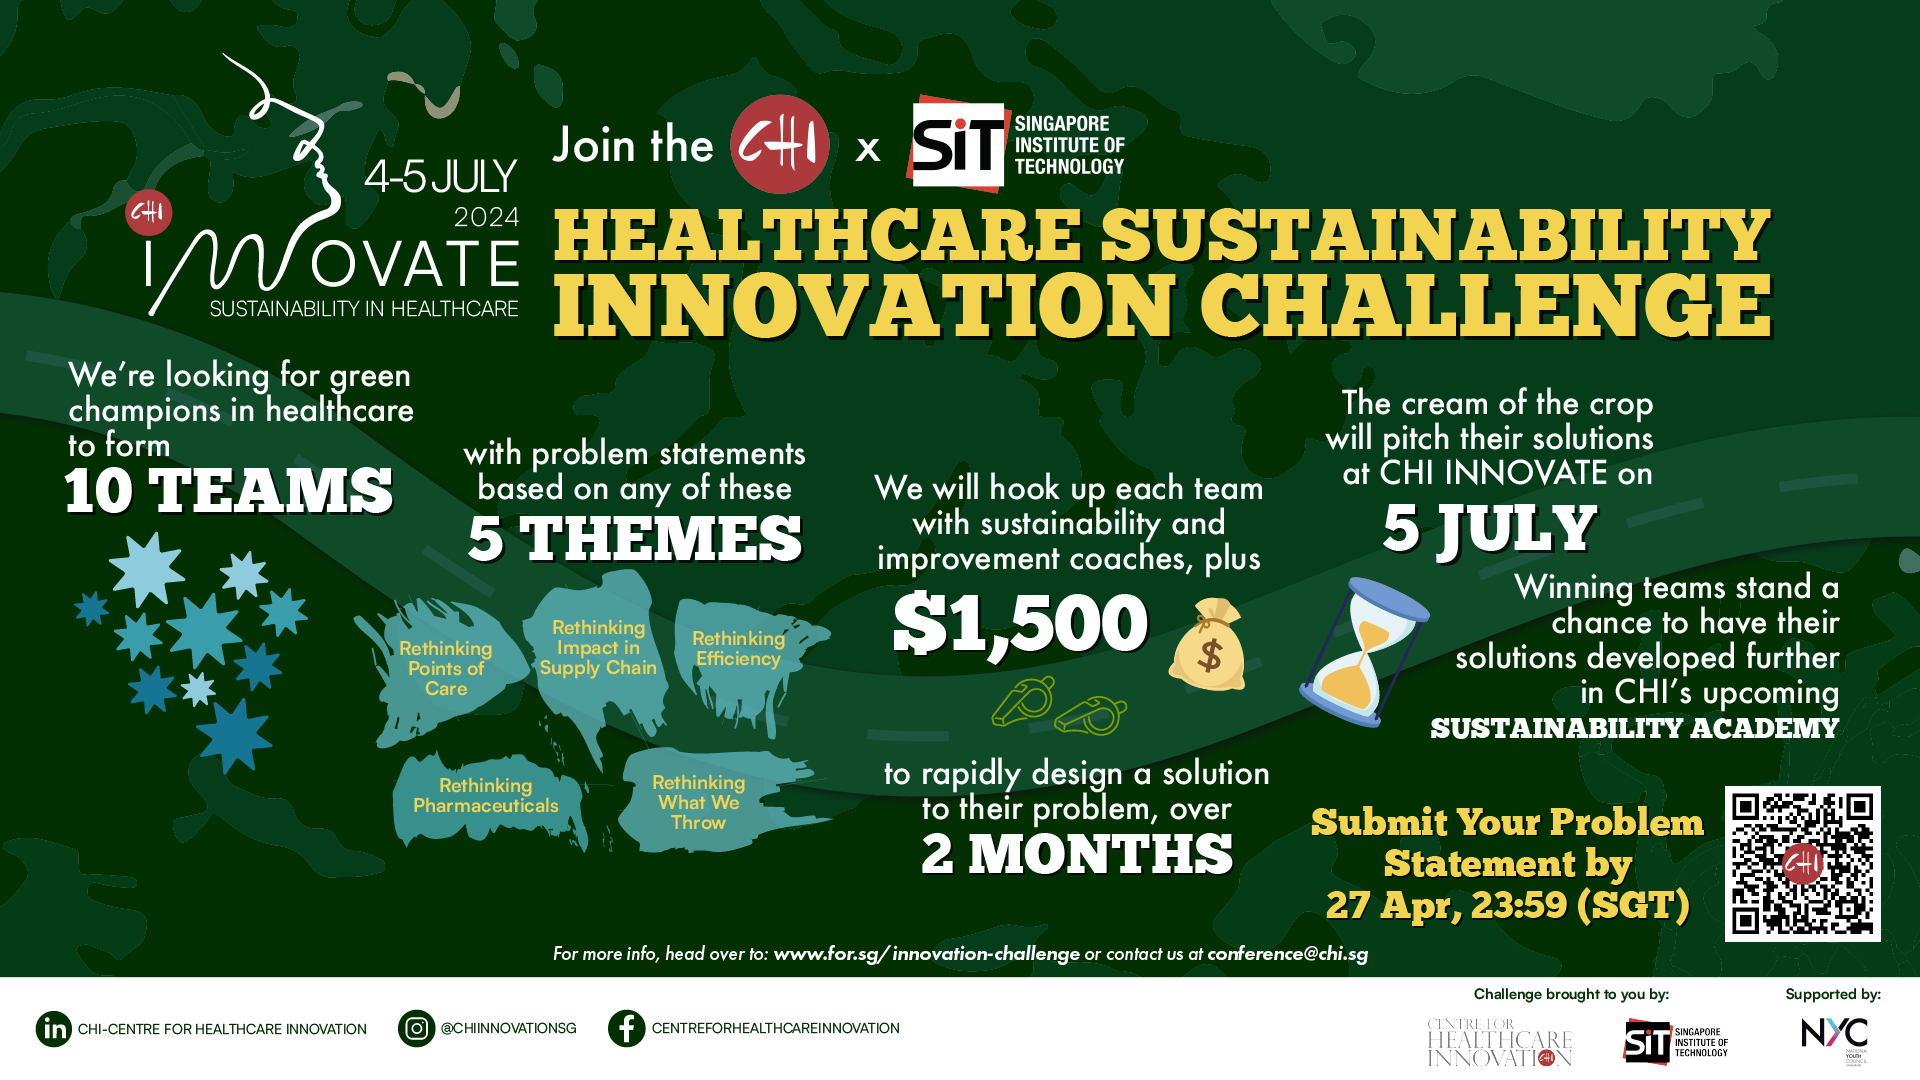 4-5 JULY
2024
CHI
INNOVATE
SUSTAINABILITY IN HEALTHCARE
Join the CHI x SiT SINGAPORE
INSTITUTE OF
TECHNOLOGY
HEALTHCARE SUSTAINABILITY
INNOVATION CHALLENGE
We're looking for green
champions in healthcare
to form
10 TEAMS
with problem statements
based on any of these
5 THEMES
Rethinking
Points of
Care
Rethinking
Impact in
Supply Chain
Rethinking
Efficiency
Rethinking
Pharmaceuticals
Rethinking
What We
Throw
We will hook up each team
with sustainability and
improvement coaches, plus
$1,500
$
to rapidly design a solution
to their problem, over
2 MONTHS
The cream of the crop
will pitch their solutions
at CHI INNOVATE on
5 JULY
Winning teams stand a
chance to have their
solutions developed further
in CHI's upcoming
SUSTAINABILITY ACADEMY
Submit Your Problem
Statement by
27 Apr, 23:59 (SGT)
CHI
For more info, head over to: www.for.sg/innovation-challenge or contact us at conference@chi.sg
in CHI-CENTRE FOR HEALTHCARE INNOVATION
@CHIINNOVATIONSG
f CENTREFORHEALTHCAREINNOVATION
Challenge brought to you by:
CENTRE FOR
HEALTHCARE
INNOVATION
CHI
SiT SINGAPORE
INSTITUTE OF
TECHNOLOGY
Supported by:
NYC
NATIONAL
YOUTH
COUNCIL